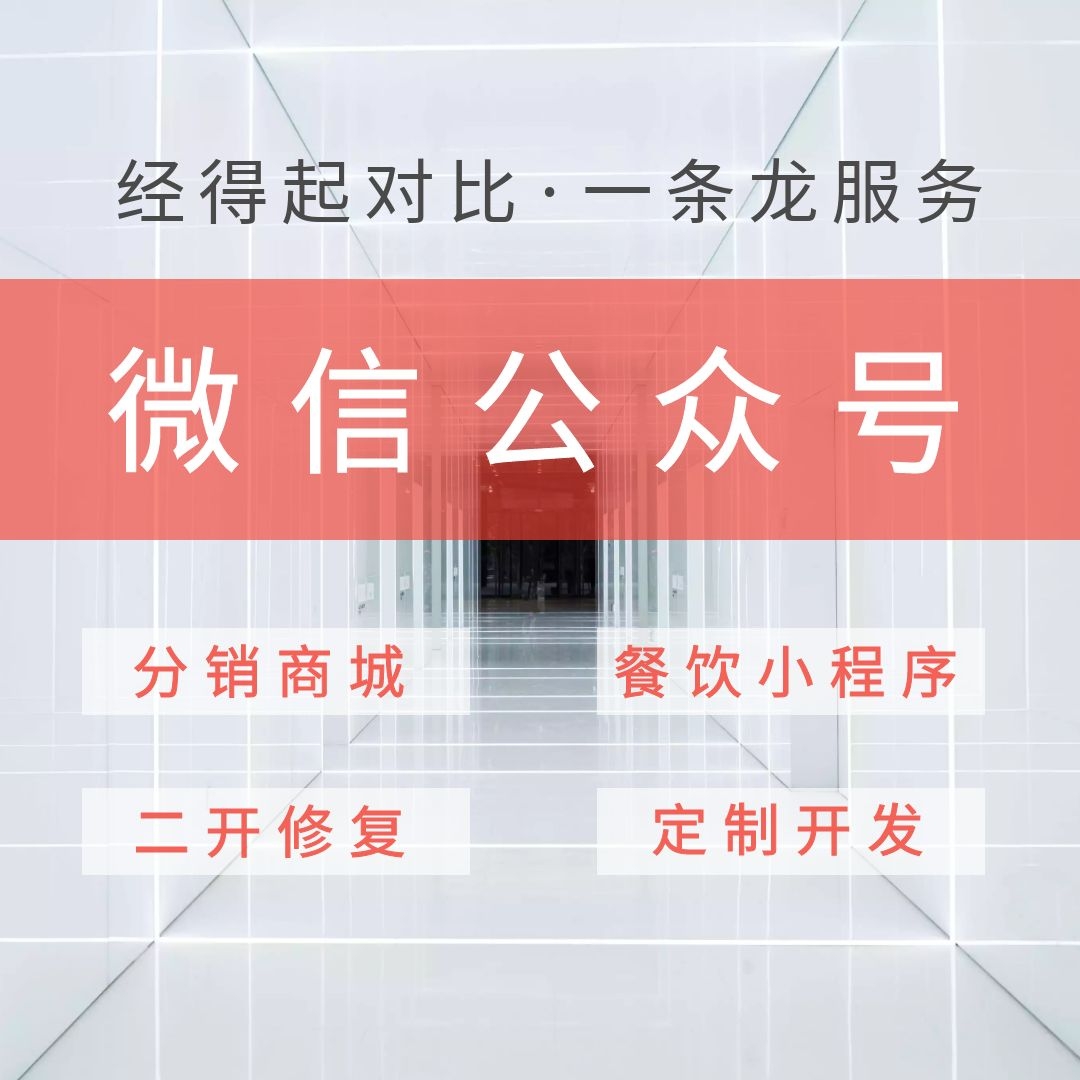 经得起对比·一条龙服务
微信公众号
分销商城
餐饮小程序
二开修复
定制开发